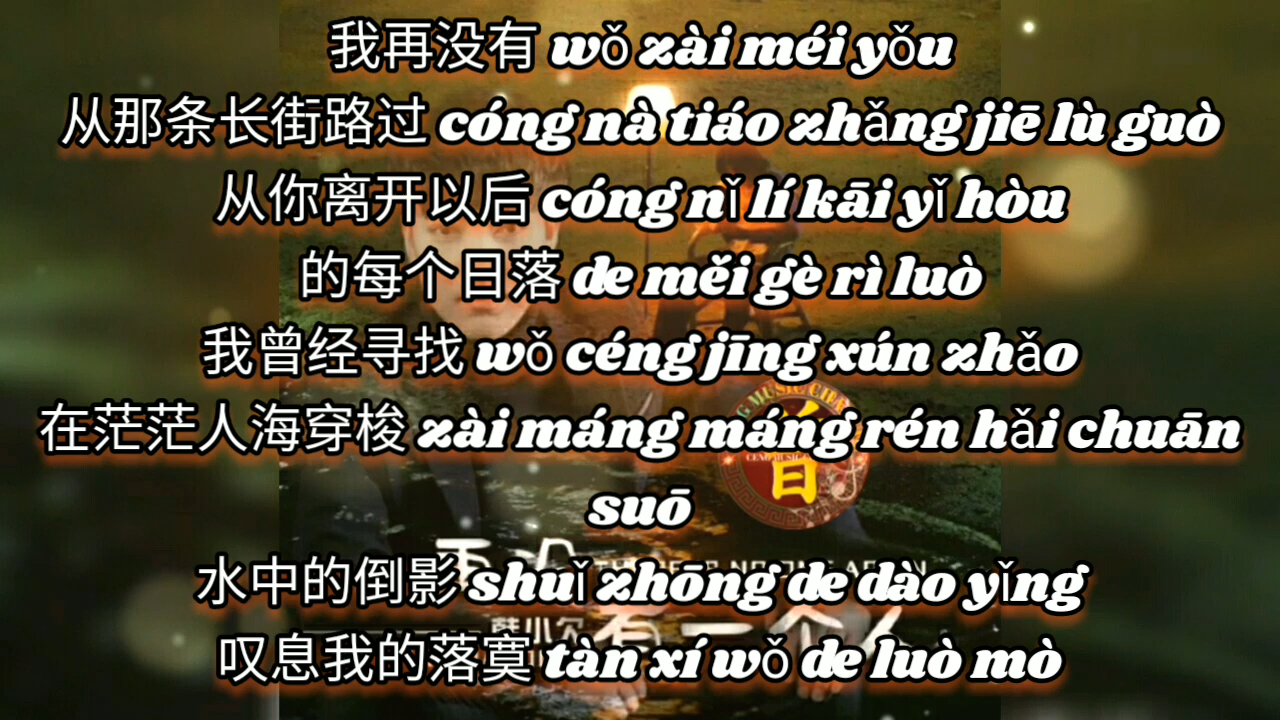 我再没有 wǒ zài méi yǒu
从那条长街路过 cóng nà tiáo zhǎng jiē lù guò
从你离开以后 cóng nǐ lí kāi yǐ hòu
的每个日落 de měi gè rì luò
我曾经寻找 wǒ céng jīng xún zhǎo
在茫茫人海穿梭 zài máng máng rén hǎi chuān
suō
水中的倒影 shuǐ zhōng de dào yǐng
叹息我的落寞 tàn xí wǒ de luò mò
曾